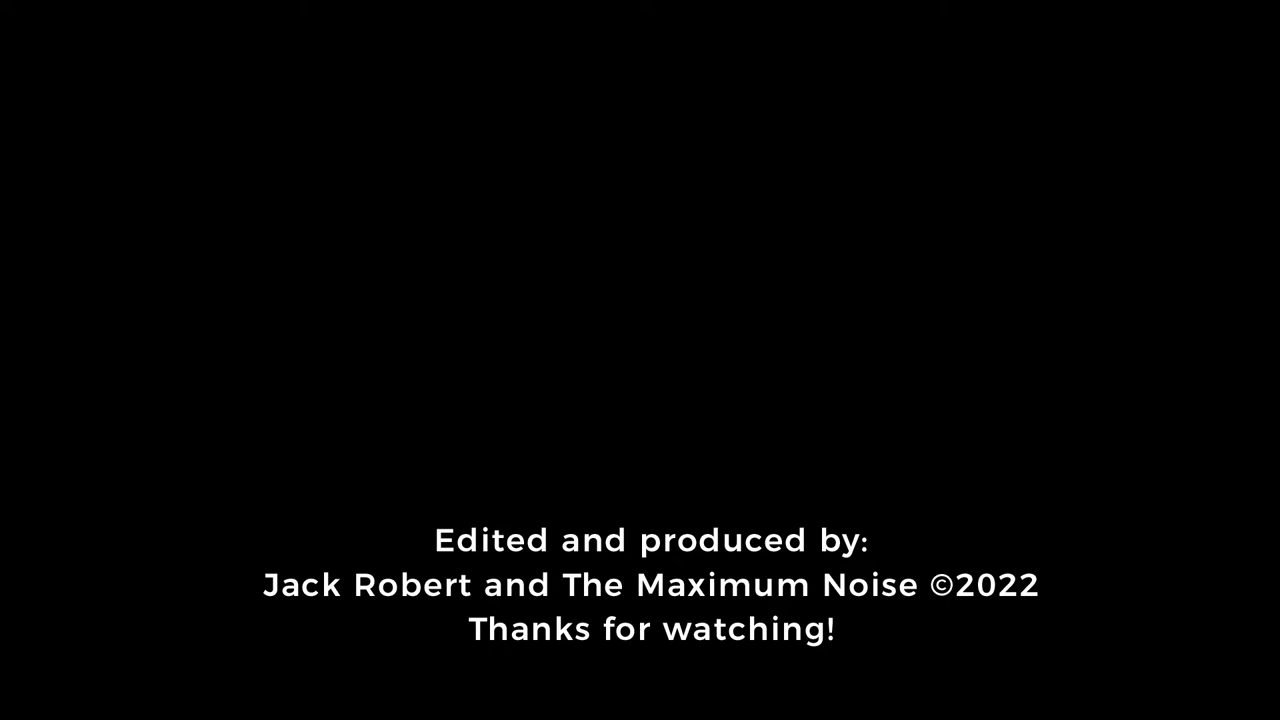 Edited and produced by:
Jack Robert and The Maximum Noise ©2022
Thanks for watching!